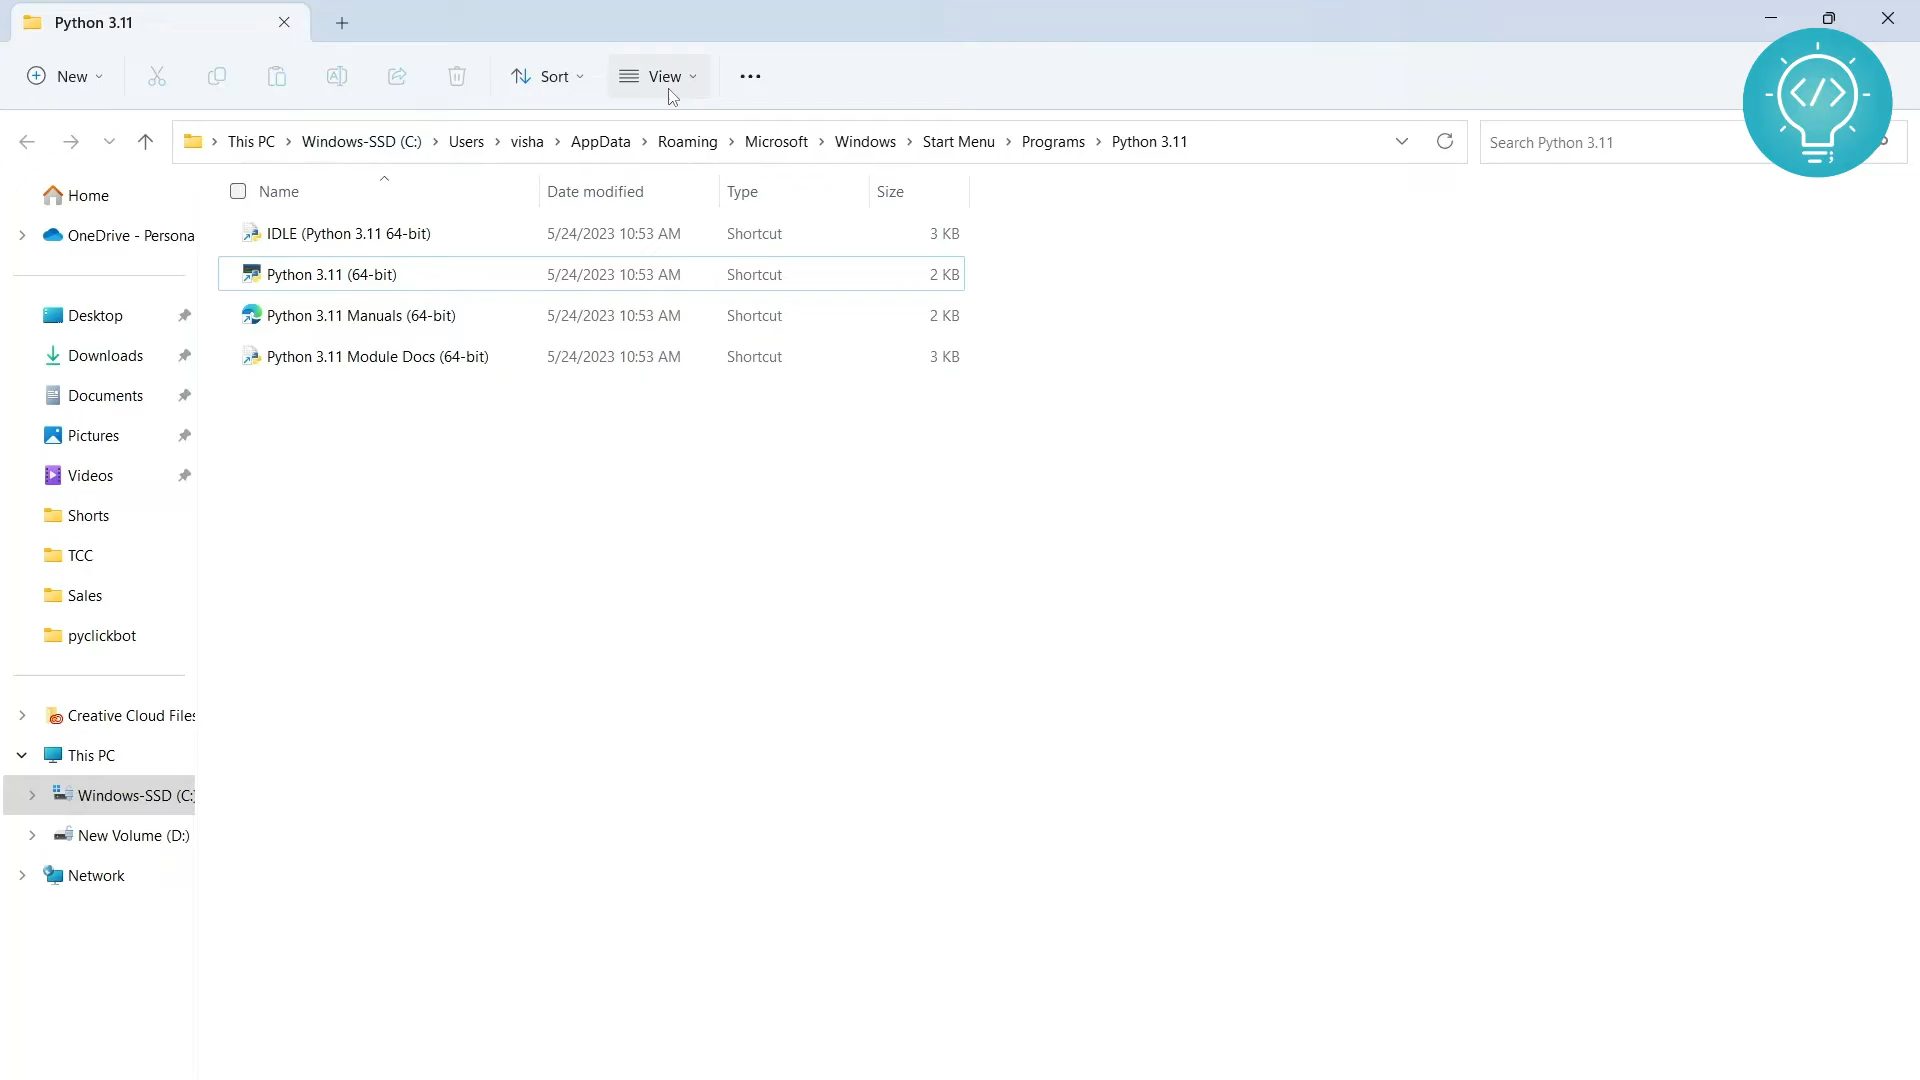 Python 3.11
New
Sort
View
This PC > Windows-SSD (C:) > Users > visha > AppData > Roaming > Microsoft > Windows > Start Menu > Programs > Python 3.11
Search Python 3.11
Name Date modified Type Size
IDLE (Python 3.11 64-bit) 5/24/2023 10:53 AM Shortcut 3 KB
Python 3.11 (64-bit) 5/24/2023 10:53 AM Shortcut 2 KB
Python 3.11 Manuals (64-bit) 5/24/2023 10:53 AM Shortcut 2 KB
Python 3.11 Module Docs (64-bit) 5/24/2023 10:53 AM Shortcut 3 KB
Home
OneDrive - Persona
Desktop
Downloads
Documents
Pictures
Videos
Shorts
TCC
Sales
pyclickbot
Creative Cloud Files
This PC
Windows-SSD (C:)
New Volume (D:)
Network